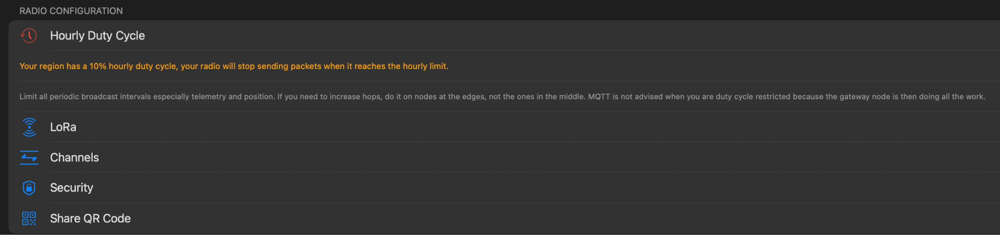 RADIO CONFIGURATION
Hourly Duty Cycle
Your region has a 10% hourly duty cycle, your radio will stop sending packets when it reaches the hourly limit.
Limit all periodic broadcast intervals especially telemetry and position. If you need to increase hops, do it on nodes at the edges, not the ones in the middle. MQTT is not advised when you are duty cycle restricted because the gateway node is then doing all the work.
LoRa
Channels
Security
Share QR Code